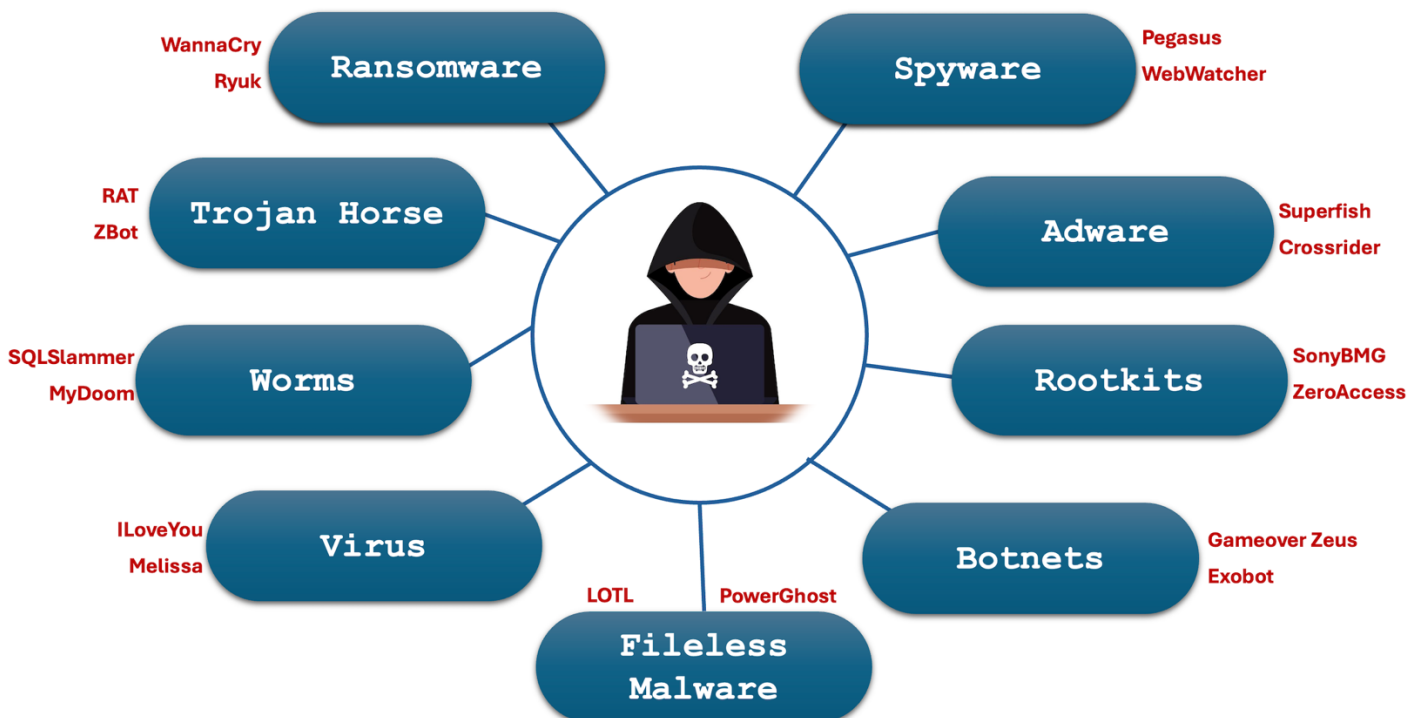 WannaCry
Ryuk
Ransomware
Spyware
Pegasus
WebWatcher
RAT
ZBot
Trojan Horse
Adware
Superfish
Crossrider
SQLSlammer
MyDoom
Worms
Rootkits
SonyBMG
ZeroAccess
ILoveYou
Melissa
Virus
Botnets
Gameover Zeus
Exobot
LOTL
PowerGhost
Fileless
Malware